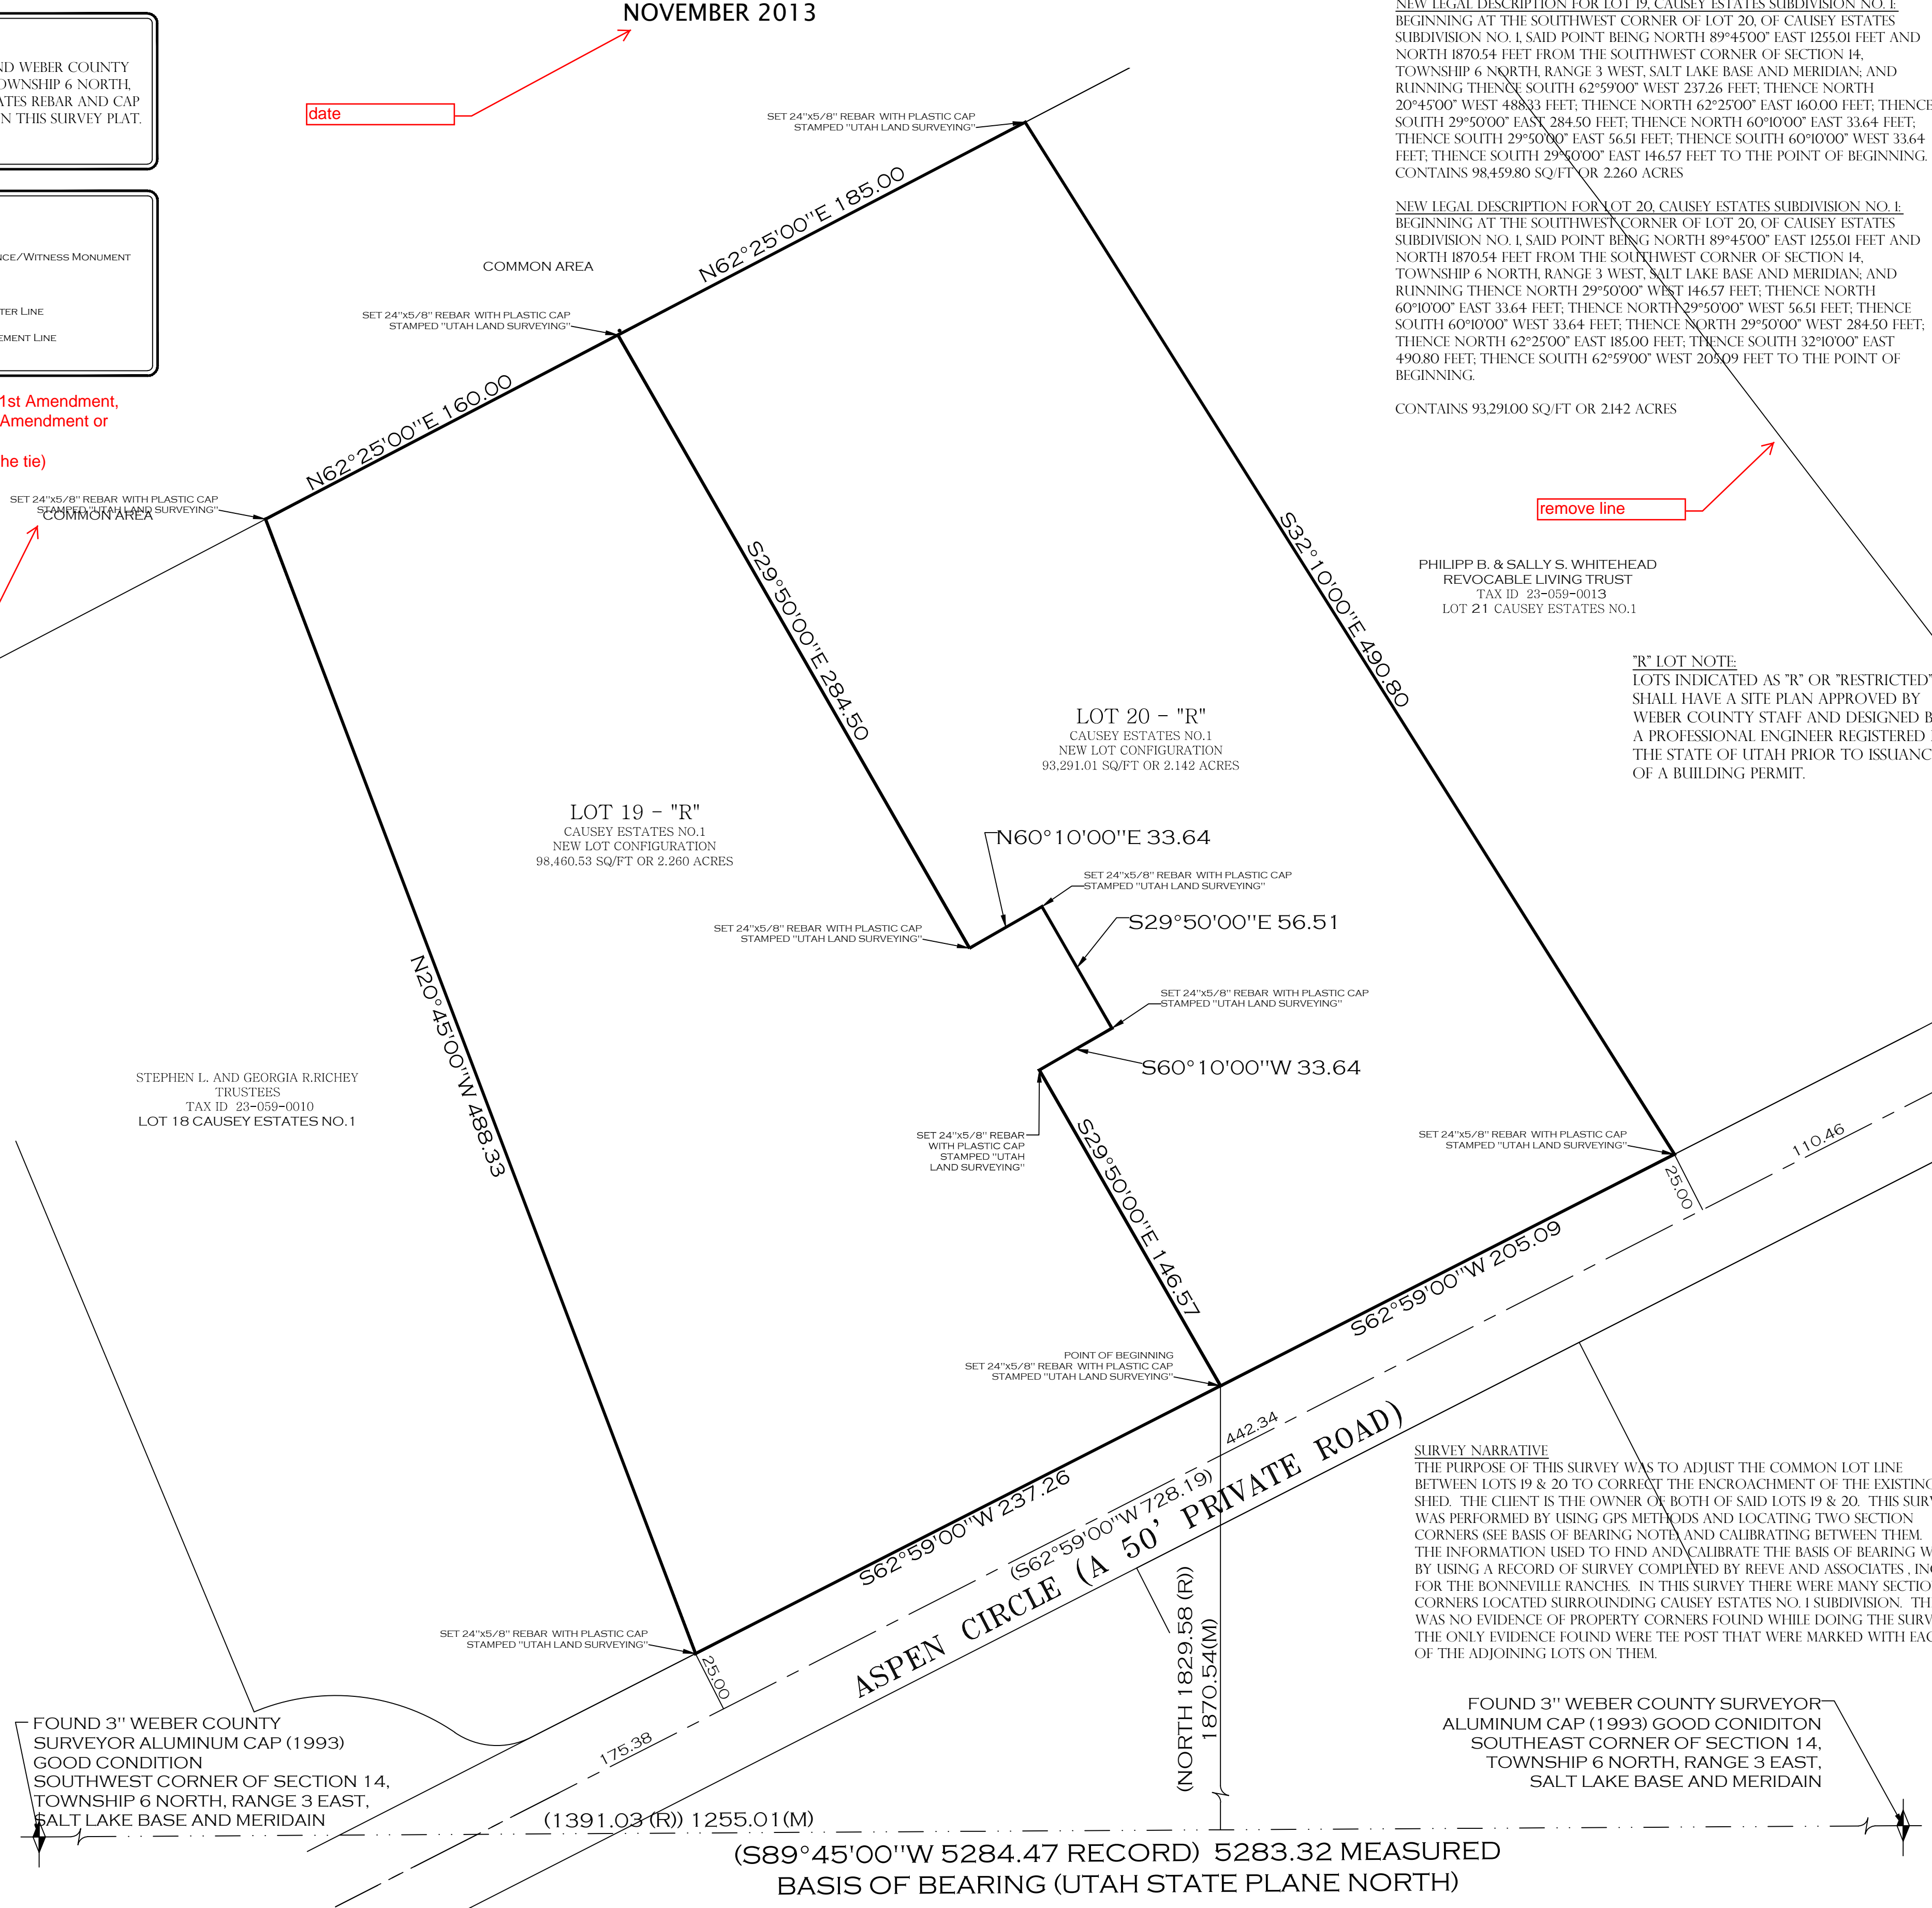 NOVEMBER 2013
ND WEBER COUNTY
OWNSHIP 6 NORTH,
ATES REBAR AND CAP
N THIS SURVEY PLAT.
NCE/WITNESS MONUMENT
TER LINE
EMENT LINE
date
1st Amendment,
Amendment or
he tie)
NEW LEGAL DESCRIPTION FOR LOT 19, CAUSEY ESTATES SUBDIVISION NO. 1:
BEGINNING AT THE SOUTHWEST CORNER OF LOT 20, OF CAUSEY ESTATES
SUBDIVISION NO. 1, SAID POINT BEING NORTH 89°45'00" EAST 1255.01 FEET AND
NORTH 1870.54 FEET FROM THE SOUTHWEST CORNER OF SECTION 14,
TOWNSHIP 6 NORTH, RANGE 3 WEST, SALT LAKE BASE AND MERIDIAN; AND
RUNNING THENCE SOUTH 62°59'00" WEST 237.26 FEET; THENCE NORTH
20°45'00" WEST 488.33 FEET; THENCE NORTH 62°25'00" EAST 160.00 FEET; THENCE
SOUTH 29°50'00" EAST 284.50 FEET; THENCE NORTH 60°10'00" EAST 33.64 FEET;
THENCE SOUTH 29°50'00" EAST 56.51 FEET; THENCE SOUTH 60°10'00" WEST 33.64
FEET; THENCE SOUTH 29°50'00" EAST 146.57 FEET TO THE POINT OF BEGINNING.
CONTAINS 98,459.80 SQ/FT OR 2.260 ACRES
NEW LEGAL DESCRIPTION FOR LOT 20, CAUSEY ESTATES SUBDIVISION NO. 1:
BEGINNING AT THE SOUTHWEST CORNER OF LOT 20, OF CAUSEY ESTATES
SUBDIVISION NO. 1, SAID POINT BEING NORTH 89°45'00" EAST 1255.01 FEET AND
NORTH 1870.54 FEET FROM THE SOUTHWEST CORNER OF SECTION 14,
TOWNSHIP 6 NORTH, RANGE 3 WEST, SALT LAKE BASE AND MERIDIAN; AND
RUNNING THENCE NORTH 29°50'00" WEST 146.57 FEET; THENCE NORTH
60°10'00" EAST 33.64 FEET; THENCE NORTH 29°50'00" WEST 56.51 FEET; THENCE
SOUTH 60°10'00" WEST 33.64 FEET; THENCE NORTH 29°50'00" WEST 284.50 FEET;
THENCE NORTH 62°25'00" EAST 185.00 FEET; THENCE SOUTH 32°10'00" EAST
490.80 FEET; THENCE SOUTH 62°59'00" WEST 205.09 FEET TO THE POINT OF
BEGINNING.
CONTAINS 93,291.00 SQ/FT OR 2.142 ACRES
remove line
SET 24"x5/8" REBAR WITH PLASTIC CAP
STAMPED "UTAH LAND SURVEYING"
N62°25'00"E 185.00
COMMON AREA
SET 24"x5/8" REBAR WITH PLASTIC CAP
STAMPED "UTAH LAND SURVEYING"
N62°25'00"E 160.00
SET 24"x5/8" REBAR WITH PLASTIC CAP
STAMPED "UTAH LAND SURVEYING"
COMMON AREA
S29°50'00"E 284.50
S32°10'00"E 490.80
PHILIPP B. & SALLY S. WHITEHEAD
REVOCABLE LIVING TRUST
TAX ID 23-059-0013
LOT 21 CAUSEY ESTATES NO.1
"R" LOT NOTE:
LOTS INDICATED AS "R" OR "RESTRICTED"
SHALL HAVE A SITE PLAN APPROVED BY
WEBER COUNTY STAFF AND DESIGNED B
A PROFESSIONAL ENGINEER REGISTERED
THE STATE OF UTAH PRIOR TO ISSUANC
OF A BUILDING PERMIT.
LOT 20 - "R"
CAUSEY ESTATES NO.1
NEW LOT CONFIGURATION
93,291.01 SQ/FT OR 2.142 ACRES
LOT 19 - "R"
CAUSEY ESTATES NO.1
NEW LOT CONFIGURATION
98,460.53 SQ/FT OR 2.260 ACRES
N60°10'00"E 33.64
SET 24"x5/8" REBAR WITH PLASTIC CAP
STAMPED "UTAH LAND SURVEYING"
S29°50'00"E 56.51
SET 24"x5/8" REBAR WITH PLASTIC CAP
STAMPED "UTAH LAND SURVEYING"
SET 24"x5/8" REBAR WITH PLASTIC CAP
STAMPED "UTAH LAND SURVEYING"
S60°10'00"W 33.64
N20°45'00"W 488.33
STEPHEN L. AND GEORGIA R.RICHEY
TRUSTEES
TAX ID 23-059-0010
LOT 18 CAUSEY ESTATES NO.1
SET 24"x5/8" REBAR
WITH PLASTIC CAP
STAMPED "UTAH
LAND SURVEYING"
S29°50'00"E 146.57
SET 24"x5/8" REBAR WITH PLASTIC CAP
STAMPED "UTAH LAND SURVEYING"
110.46
25.00
S62°59'00"W 205.09
POINT OF BEGINNING
SET 24"x5/8" REBAR WITH PLASTIC CAP
STAMPED "UTAH LAND SURVEYING"
442.34
S62°59'00"W 237.26
(S62°59'00"W 728.19)
ASPEN CIRCLE (A 50' PRIVATE ROAD)
SET 24"x5/8" REBAR WITH PLASTIC CAP
STAMPED "UTAH LAND SURVEYING"
25.00
175.38
(NORTH 1829.58 (R))
1870.54(M)
SURVEY NARRATIVE
THE PURPOSE OF THIS SURVEY WAS TO ADJUST THE COMMON LOT LINE
BETWEEN LOTS 19 & 20 TO CORRECT THE ENCROACHMENT OF THE EXISTING
SHED. THE CLIENT IS THE OWNER OF BOTH OF SAID LOTS 19 & 20. THIS SUR
WAS PERFORMED BY USING GPS METHODS AND LOCATING TWO SECTION
CORNERS (SEE BASIS OF BEARING NOTE) AND CALIBRATING BETWEEN THEM.
THE INFORMATION USED TO FIND AND CALIBRATE THE BASIS OF BEARING W
BY USING A RECORD OF SURVEY COMPLETED BY REEVE AND ASSOCIATES , INC
FOR THE BONNEVILLE RANCHES. IN THIS SURVEY THERE WERE MANY SECTIO
CORNERS LOCATED SURROUNDING CAUSEY ESTATES NO. 1 SUBDIVISION. TH
WAS NO EVIDENCE OF PROPERTY CORNERS FOUND WHILE DOING THE SURV
THE ONLY EVIDENCE FOUND WERE TEE POST THAT WERE MARKED WITH EAC
OF THE ADJOINING LOTS ON THEM.
FOUND 3" WEBER COUNTY
SURVEYOR ALUMINUM CAP (1993)
GOOD CONDITION
SOUTHWEST CORNER OF SECTION 14,
TOWNSHIP 6 NORTH, RANGE 3 EAST,
SALT LAKE BASE AND MERIDAIN
FOUND 3" WEBER COUNTY SURVEYOR
ALUMINUM CAP (1993) GOOD CONIDITON
SOUTHEAST CORNER OF SECTION 14,
TOWNSHIP 6 NORTH, RANGE 3 EAST,
SALT LAKE BASE AND MERIDIAN
(1391.03 (R)) 1255.01(M)
(S89°45'00"W 5284.47 RECORD) 5283.32 MEASURED
BASIS OF BEARING (UTAH STATE PLANE NORTH)